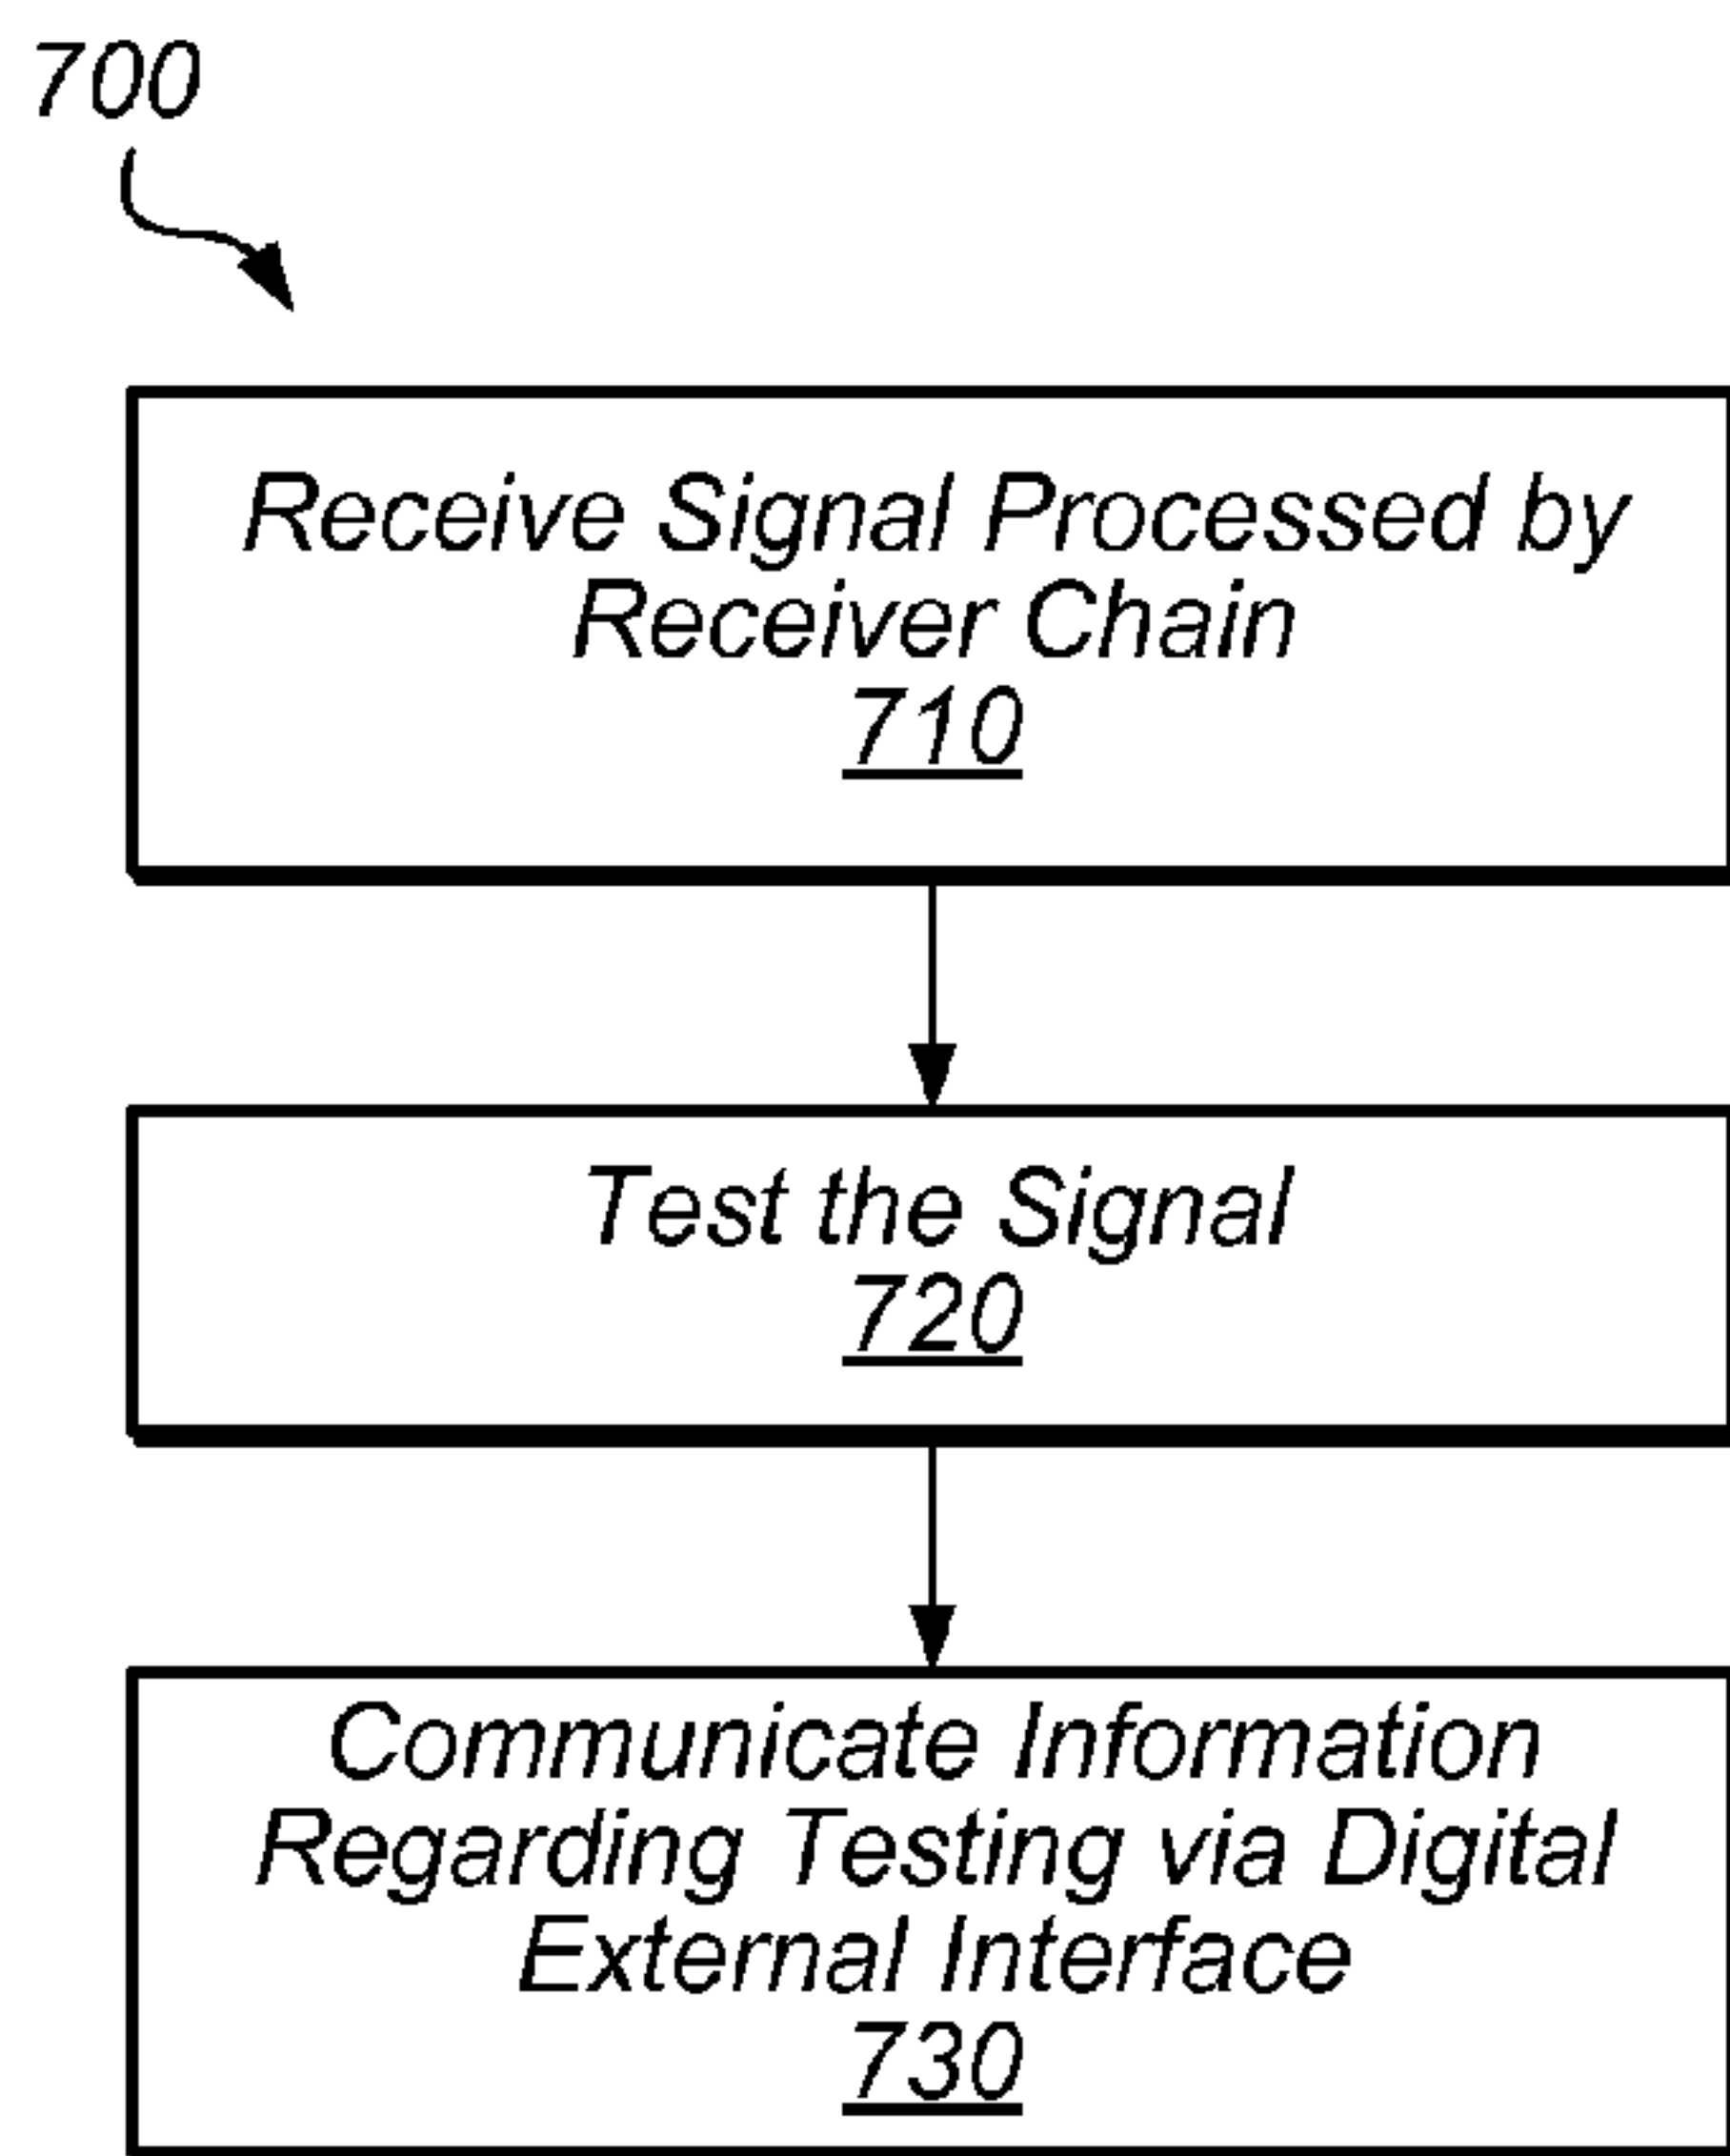 700
Receive Signal Processed by
Receiver Chain
710
Test the Signal
720
Communicate Information
Regarding Testing via Digital
External Interface
730